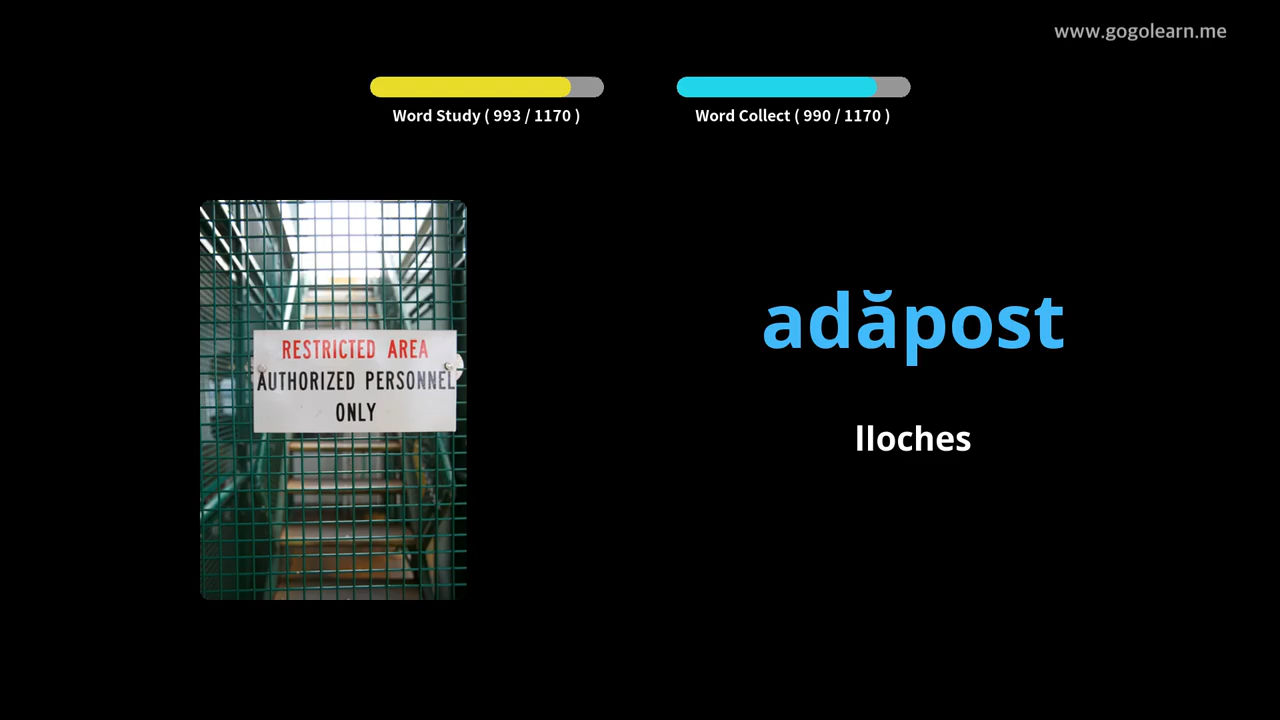 www.gogolearn.me
Word Study ( 993 / 1170 )
Word Collect ( 990 / 1170 )
RESTRICTED AREA
AUTHORIZED PERSONNEL
ONLY
adăpost
lloches